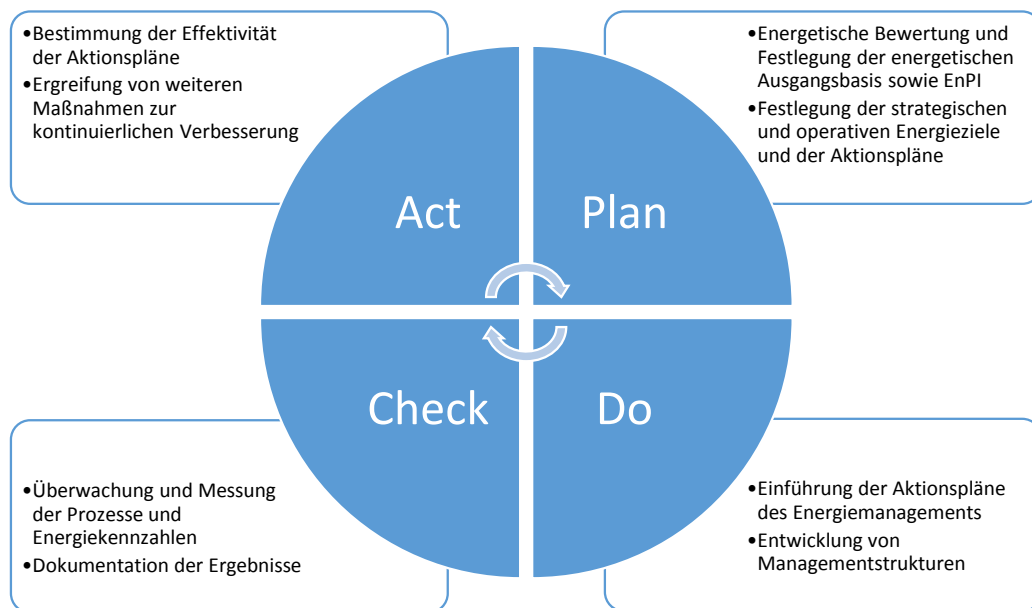 •Bestimmung der Effektivität
der Aktionspläne
•Ergreifung von weiteren
Maßnahmen zur
kontinuierlichen Verbesserung
•Energetische Bewertung und
Festlegung der energetischen
Ausgangsbasis sowie EnPI
•Festlegung der strategischen
und operativen Energieziele
und der Aktionspläne
Act
Plan
Check
Do
•Überwachung und Messung
der Prozesse und
Energiekennzahlen
•Dokumentation der Ergebnisse
•Einführung der Aktionspläne
des Energiemanagements
•Entwicklung von
Managementstrukturen